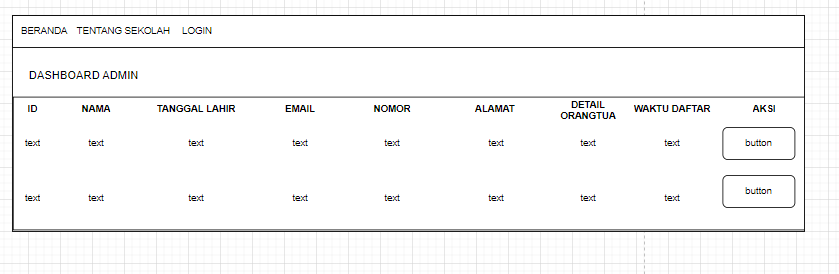 BERANDA TENTANG SEKOLAH LOGIN
DASHBOARD ADMIN
ID NAMA TANGGAL LAHIR EMAIL NOMOR ALAMAT DETAIL ORANGTUA WAKTU DAFTAR AKSI
text text text text text text text text button
text text text text text text text text button